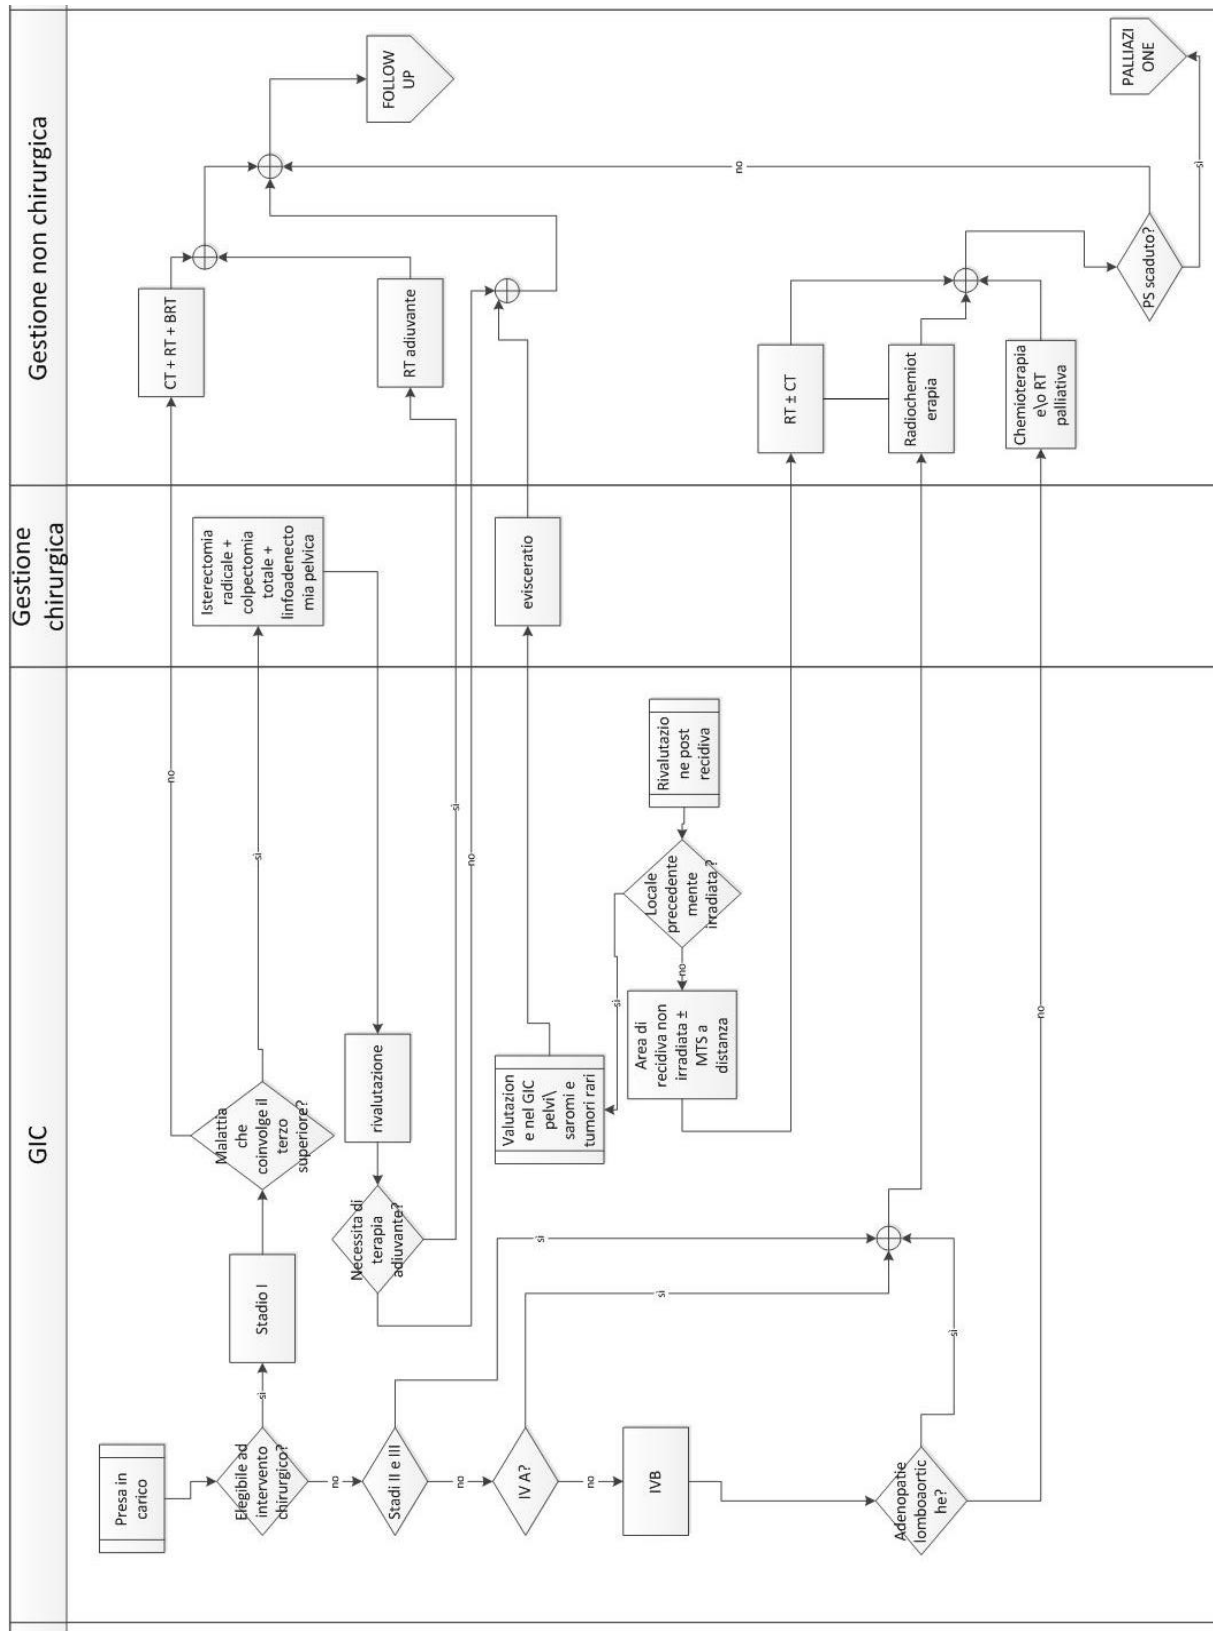 GIC
Gestione
chirurgica
Gestione non chirurgica
Presa in
carico
Elegibile ad
intervento
chirurgico?
si
Stadio I
Malattia
che
coinvolge il
terzo
superiore?
no
CT + RT + BRT
si
Isterectomia
radicale +
colpectomia
totale +
linfoadenecto
mia pelvica
rivalutazione
Necessita di
terapia
adiuvante?
si
RT adiuvante
no
FOLLOW
UP
no
Stadi II e III
si
no
IV A?
si
no
IVB
Adenopatie
lomboaortic
he?
si
no
Valutazion
e nel GIC
pelvi\
saromi e
tumori rari
evisceratio
Rivalutazio
ne post
recidiva
Locale
precedente
mente
irradiata.?
si
no
Area di
recidiva non
irradiata ±
MTS a
distanza
RT ± CT
Radiochemiot
erapia
Chemioterapia
e\o RT
palliativa
PS scaduto?
no
si
PALLIAZI
ONE